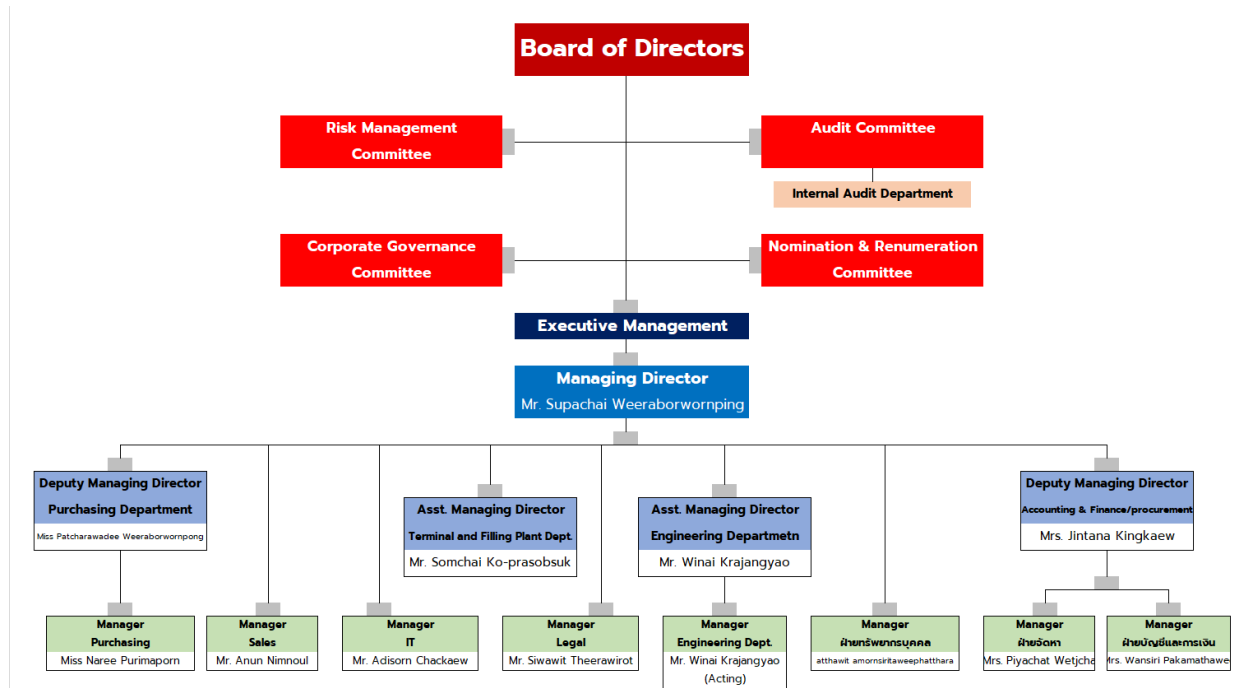 Board of Directors
Risk Management
Committee
Audit Committee
Internal Audit Department
Corporate Governance
Committee
Nomination & Renumeration
Committee
Executive Management
Managing Director
Mr. Supachai Weeraborwornping
Deputy Managing Director
Purchasing Department
Miss Patcharawadee Weeraborwornpong
Asst. Managing Director
Terminal and Filling Plant Dept.
Mr. Somchai Ko-prasobsuk
Asst. Managing Director
Engineering Departmetn
Mr. Winai Krajangyao
Deputy Managing Director
Accounting & Finance/procurement
Mrs. Jintana Kingkaew
Manager
Purchasing
Miss Naree Purimaporn
Manager
Sales
Mr. Anun Nimnoul
Manager
IT
Mr. Adisorn Chackaew
Manager
Legal
Mr. Siwawit Theerawirot
Manager
Engineering Dept.
Mr. Winai Krajangyao
(Acting)
Manager
ฝ่ายทรัพยากรบุคคล
atthawit amornsiritaweephatthara
Manager
ฝ่ายจัดหา
Mrs. Piyachat Wetjcha
Manager
ฝ่ายบัญชีและการเงิน
Mrs. Wansiri Pakamathawe